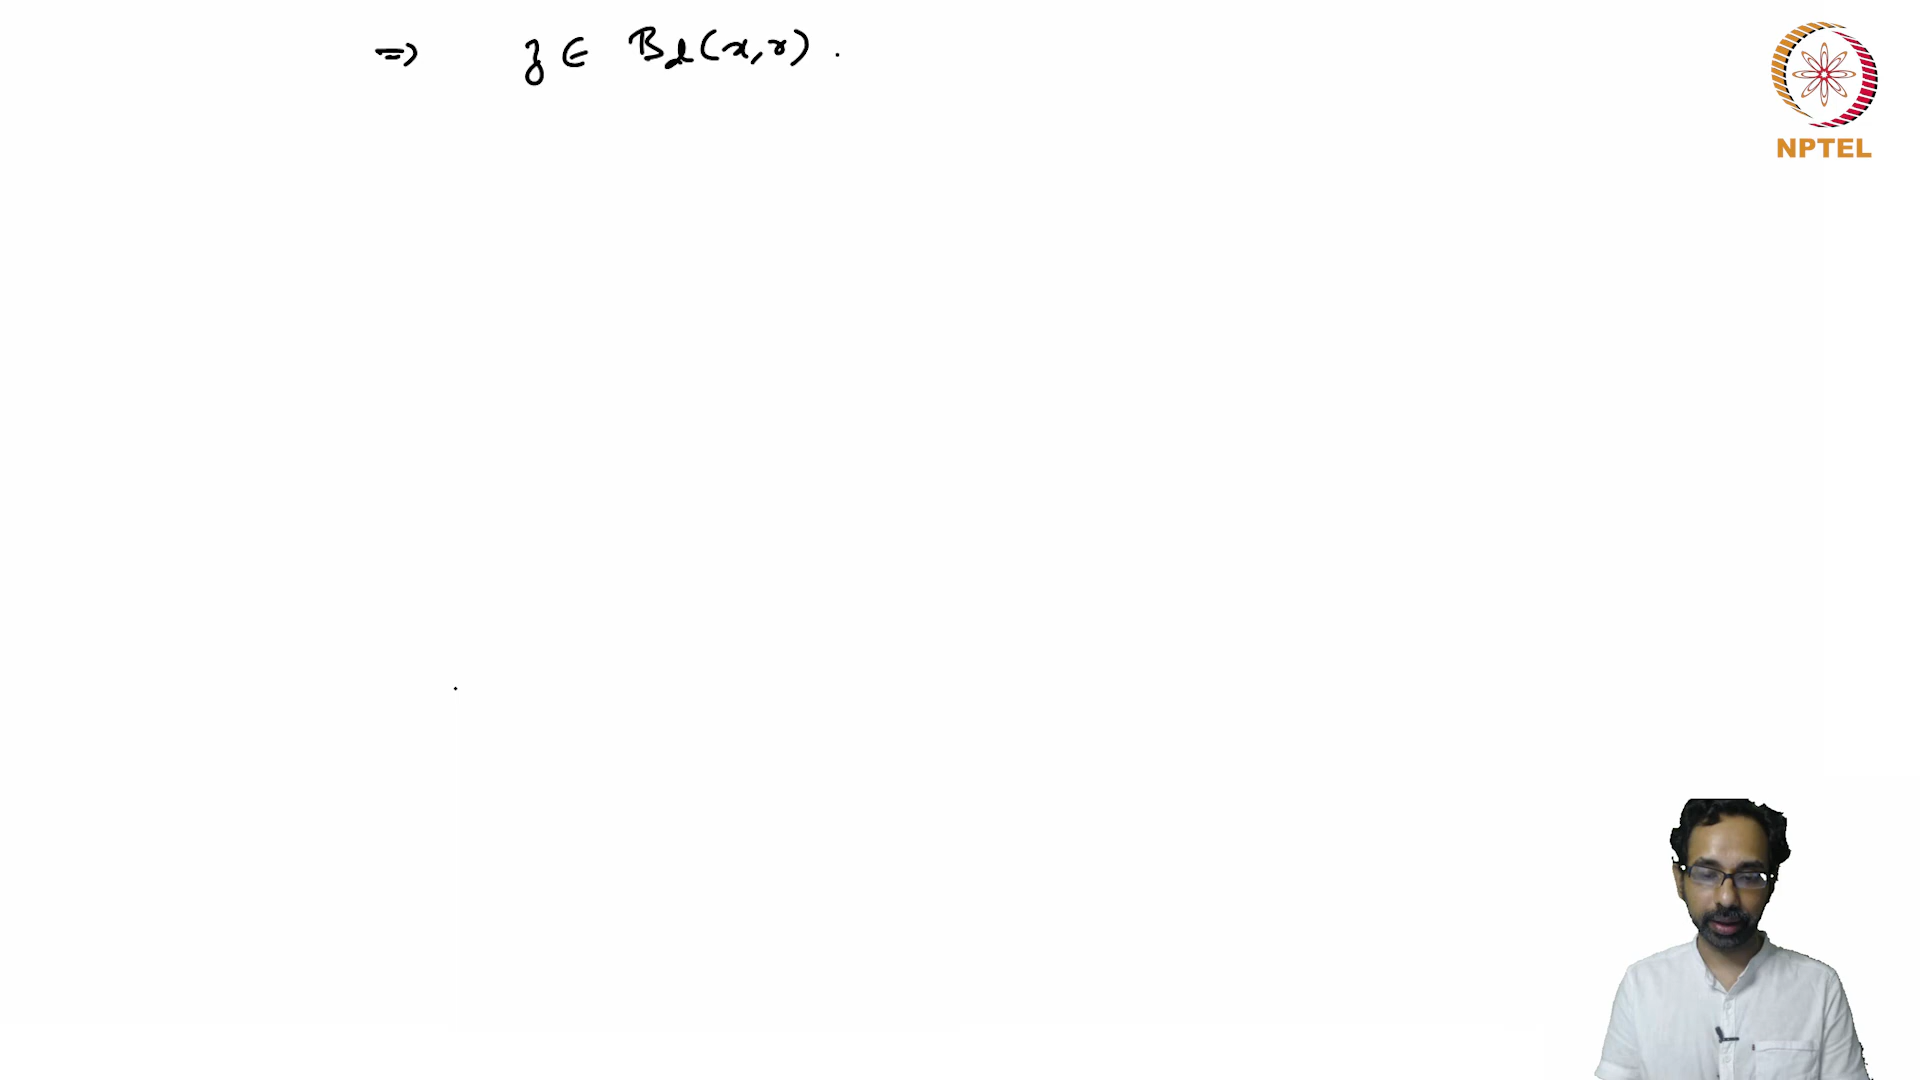 ⇒ z ∈ B_d(x,r).
NPTEL